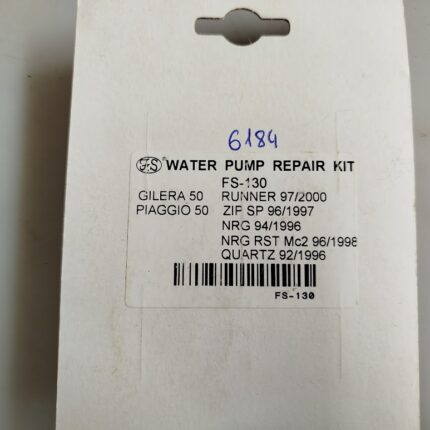 6184
FS® WATER PUMP REPAIR KIT
FS-130
GILERA 50 RUNNER 97/2000
PIAGGIO 50 ZIP SP 96/1997
NRG 94/1996
NRG RST Mc2 96/1998
QUARTZ 92/1996
FS-130